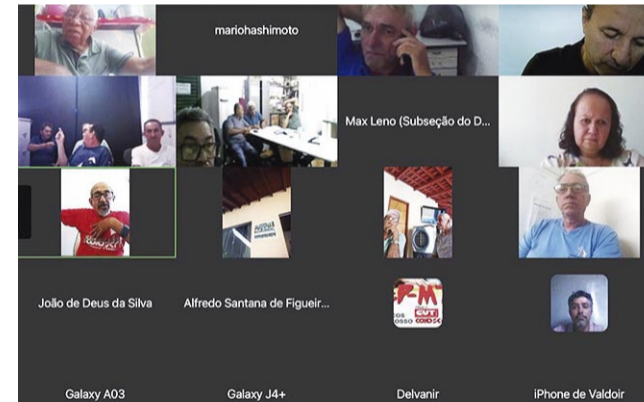 mariohashimoto
Max Leno (Subseção do D...
João de Deus da Silva
Alfredo Santana de Figueir...
CUT
Galaxy A03
Galaxy J4+
Delvanir
iPhone de Valdoir